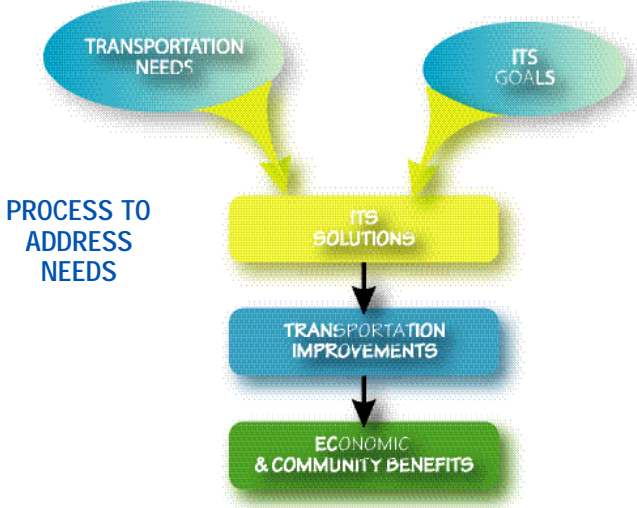 TRANSPORTATION
NEEDS
ITS
GOALS
PROCESS TO
ADDRESS
NEEDS
ITS
SOLUTIONS
TRANSPORTATION
IMPROVEMENTS
ECONOMIC
& COMMUNITY BENEFITS